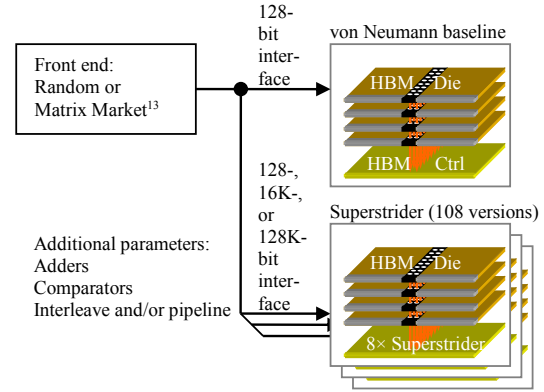 128-
bit
inter-
face
von Neumann baseline
Front end:
Random or
Matrix Market13
HBM Die
HBM Ctrl
128-,
16K-,
or
128K-
bit
inter-
face
Superstrider (108 versions)
Additional parameters:
Adders
Comparators
Interleave and/or pipeline
HBM Die
8× Superstrider